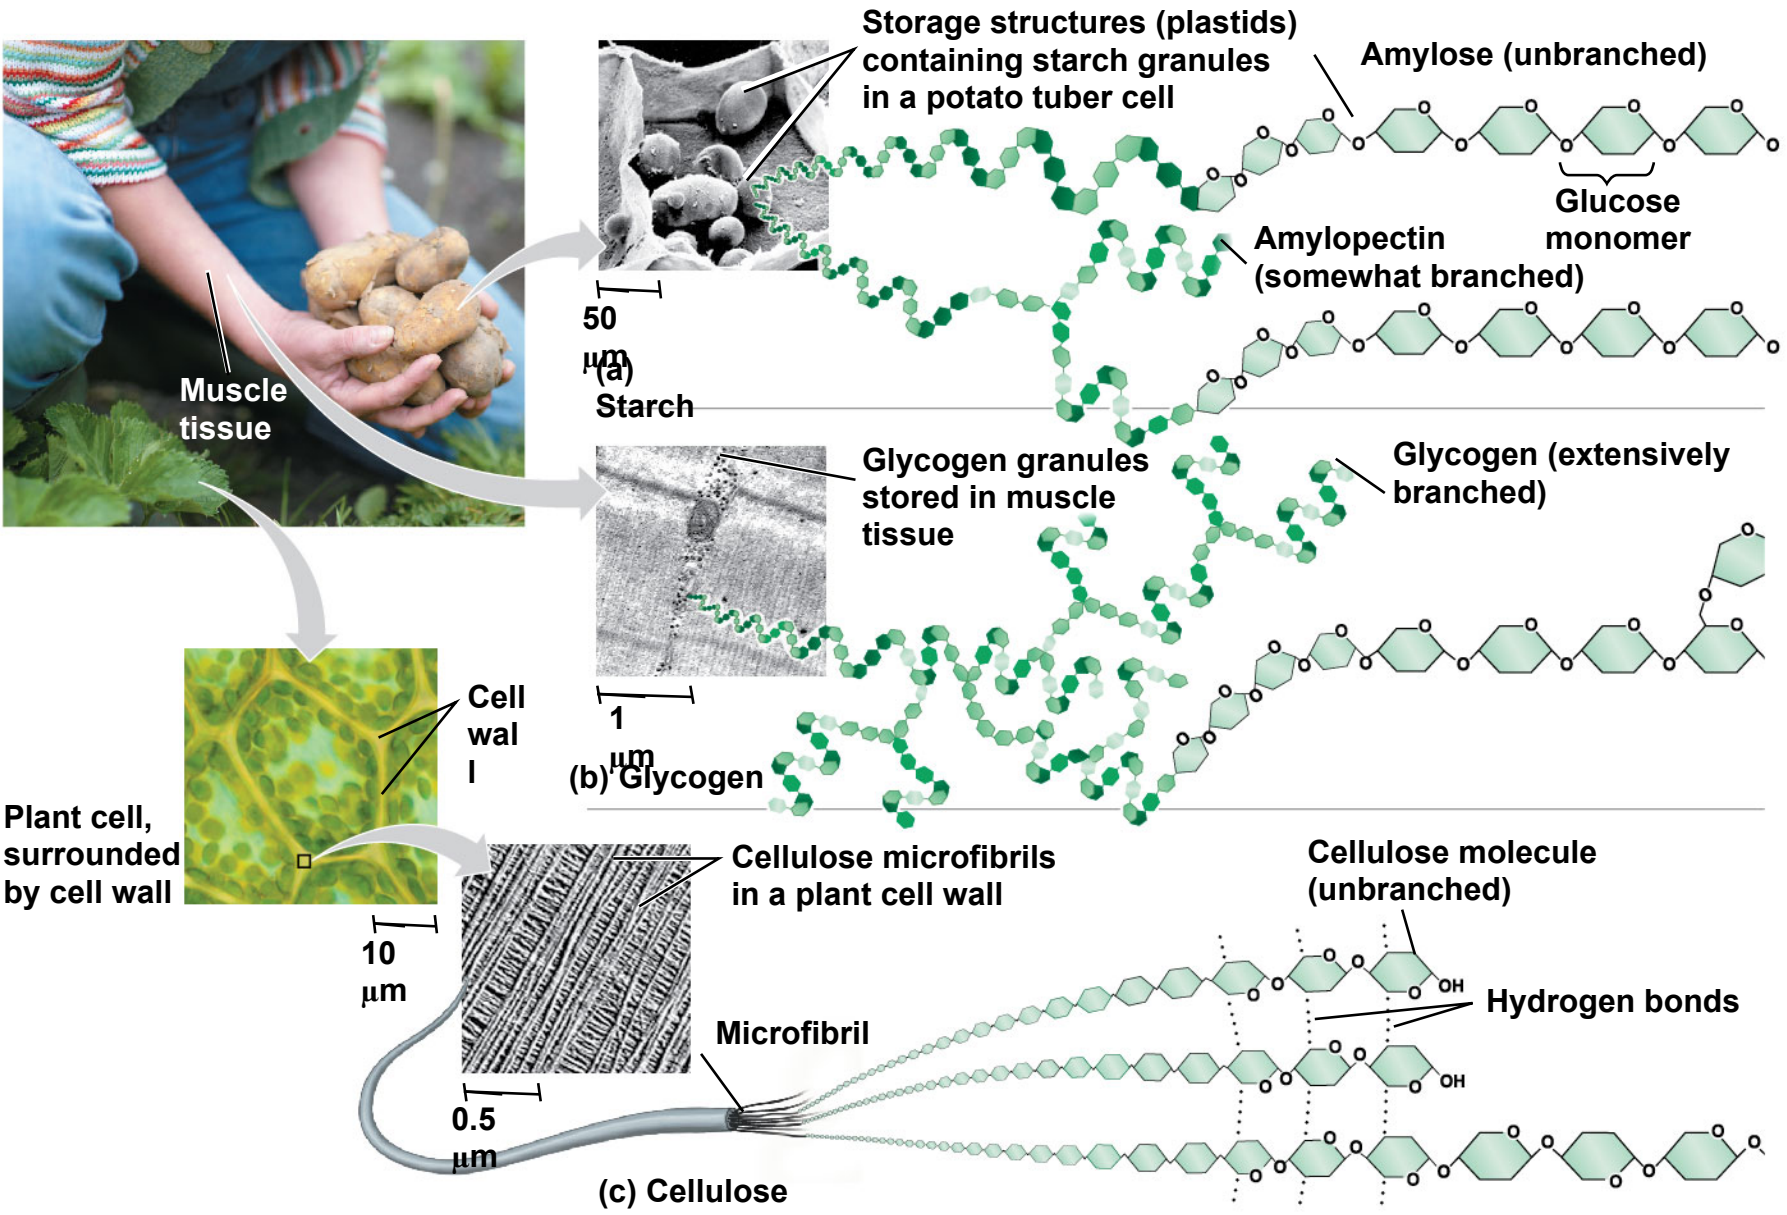 Storage structures (plastids)
containing starch granules
in a potato tuber cell
Amylose (unbranched)
O O O O O O O O O O O O O O O
Glucose
monomer
Amylopectin
(somewhat branched)
50
μm
(a)
Starch
O O O O O O O O O O O O O O O
Muscle
tissue
Glycogen granules
stored in muscle
tissue
Glycogen (extensively
branched)
O O O O O O O O O O O O O O O O O O
1
μm
(b) Glycogen
Cell
wal
l
Plant cell,
surrounded
by cell wall
10
μm
Cellulose microfibrils
in a plant cell wall
Cellulose molecule
(unbranched)
O O O O O OH
Hydrogen bonds
Microfibril
O O O O O OH
0.5
μm
O O O O O O O O O O O
(c) Cellulose